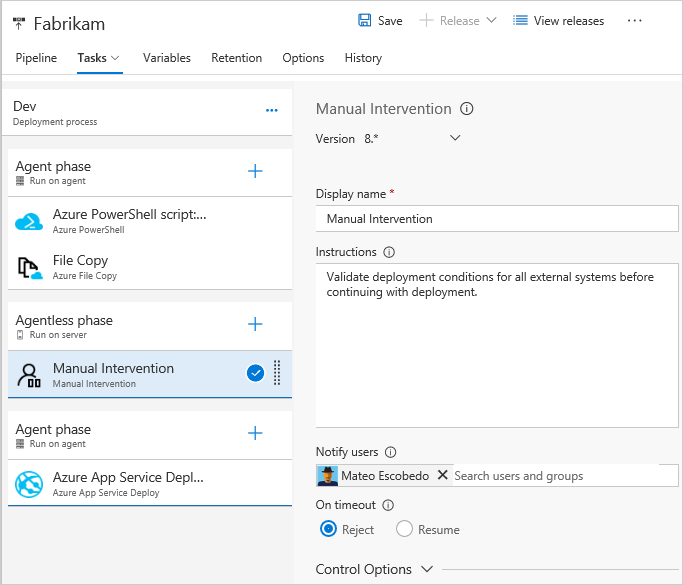 Fabrikam
Save
Release
View releases
Pipeline
Tasks
Variables
Retention
Options
History
Dev
Deployment process
Agent phase
Run on agent
Azure PowerShell script:...
Azure PowerShell
File Copy
Azure File Copy
Agentless phase
Run on server
Manual Intervention
Manual Intervention
Agent phase
Run on agent
Azure App Service Depl...
Azure App Service Deploy
Manual Intervention
Version 8.*
Display name *
Manual Intervention
Instructions
Validate deployment conditions for all external systems before
continuing with deployment.
Notify users
Mateo Escobedo
Search users and groups
On timeout
Reject
Resume
Control Options